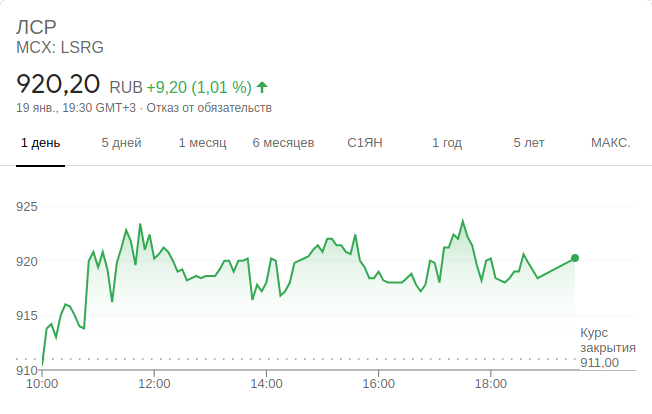 ЛСР
MCX: LSRG
920,20 RUB +9,20 (1,01 %)
19 янв., 19:30 GMT+3 · Отказ от обязательств
1 день 5 дней 1 месяц 6 месяцев С1ЯН 1 год 5 лет МАКС.
925
920
915
910
Курс
закрытия
911,00
10:00 12:00 14:00 16:00 18:00